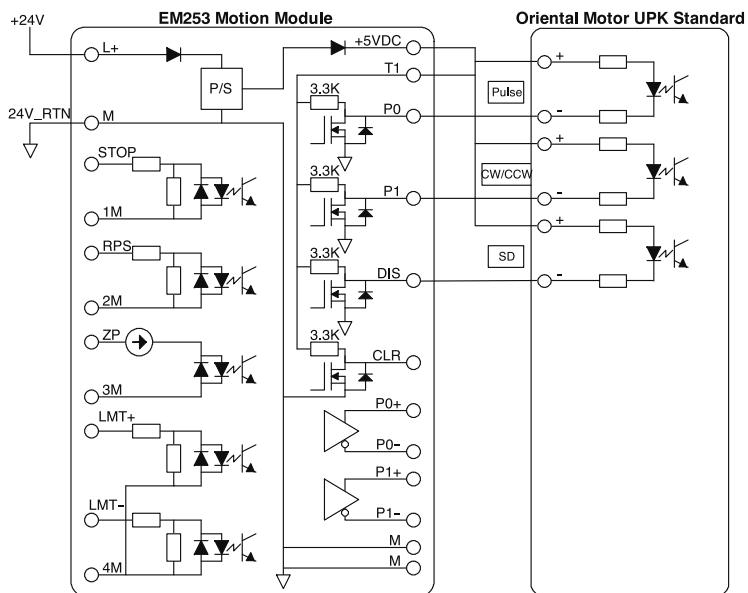 EM253 Motion Module
Oriental Motor UPK Standard
+24V
L+
+5VDC
+
T1
P/S
Pulse
3.3K
P0
-
24V_RTN
M
+
STOP
CW/CCW
3.3K
P1
-
1M
+
RPS
SD
3.3K
DIS
-
2M
ZP
3.3K
CLR
3M
P0+
LMT+
P0-
P1+
LMT-
P1-
M
4M
M